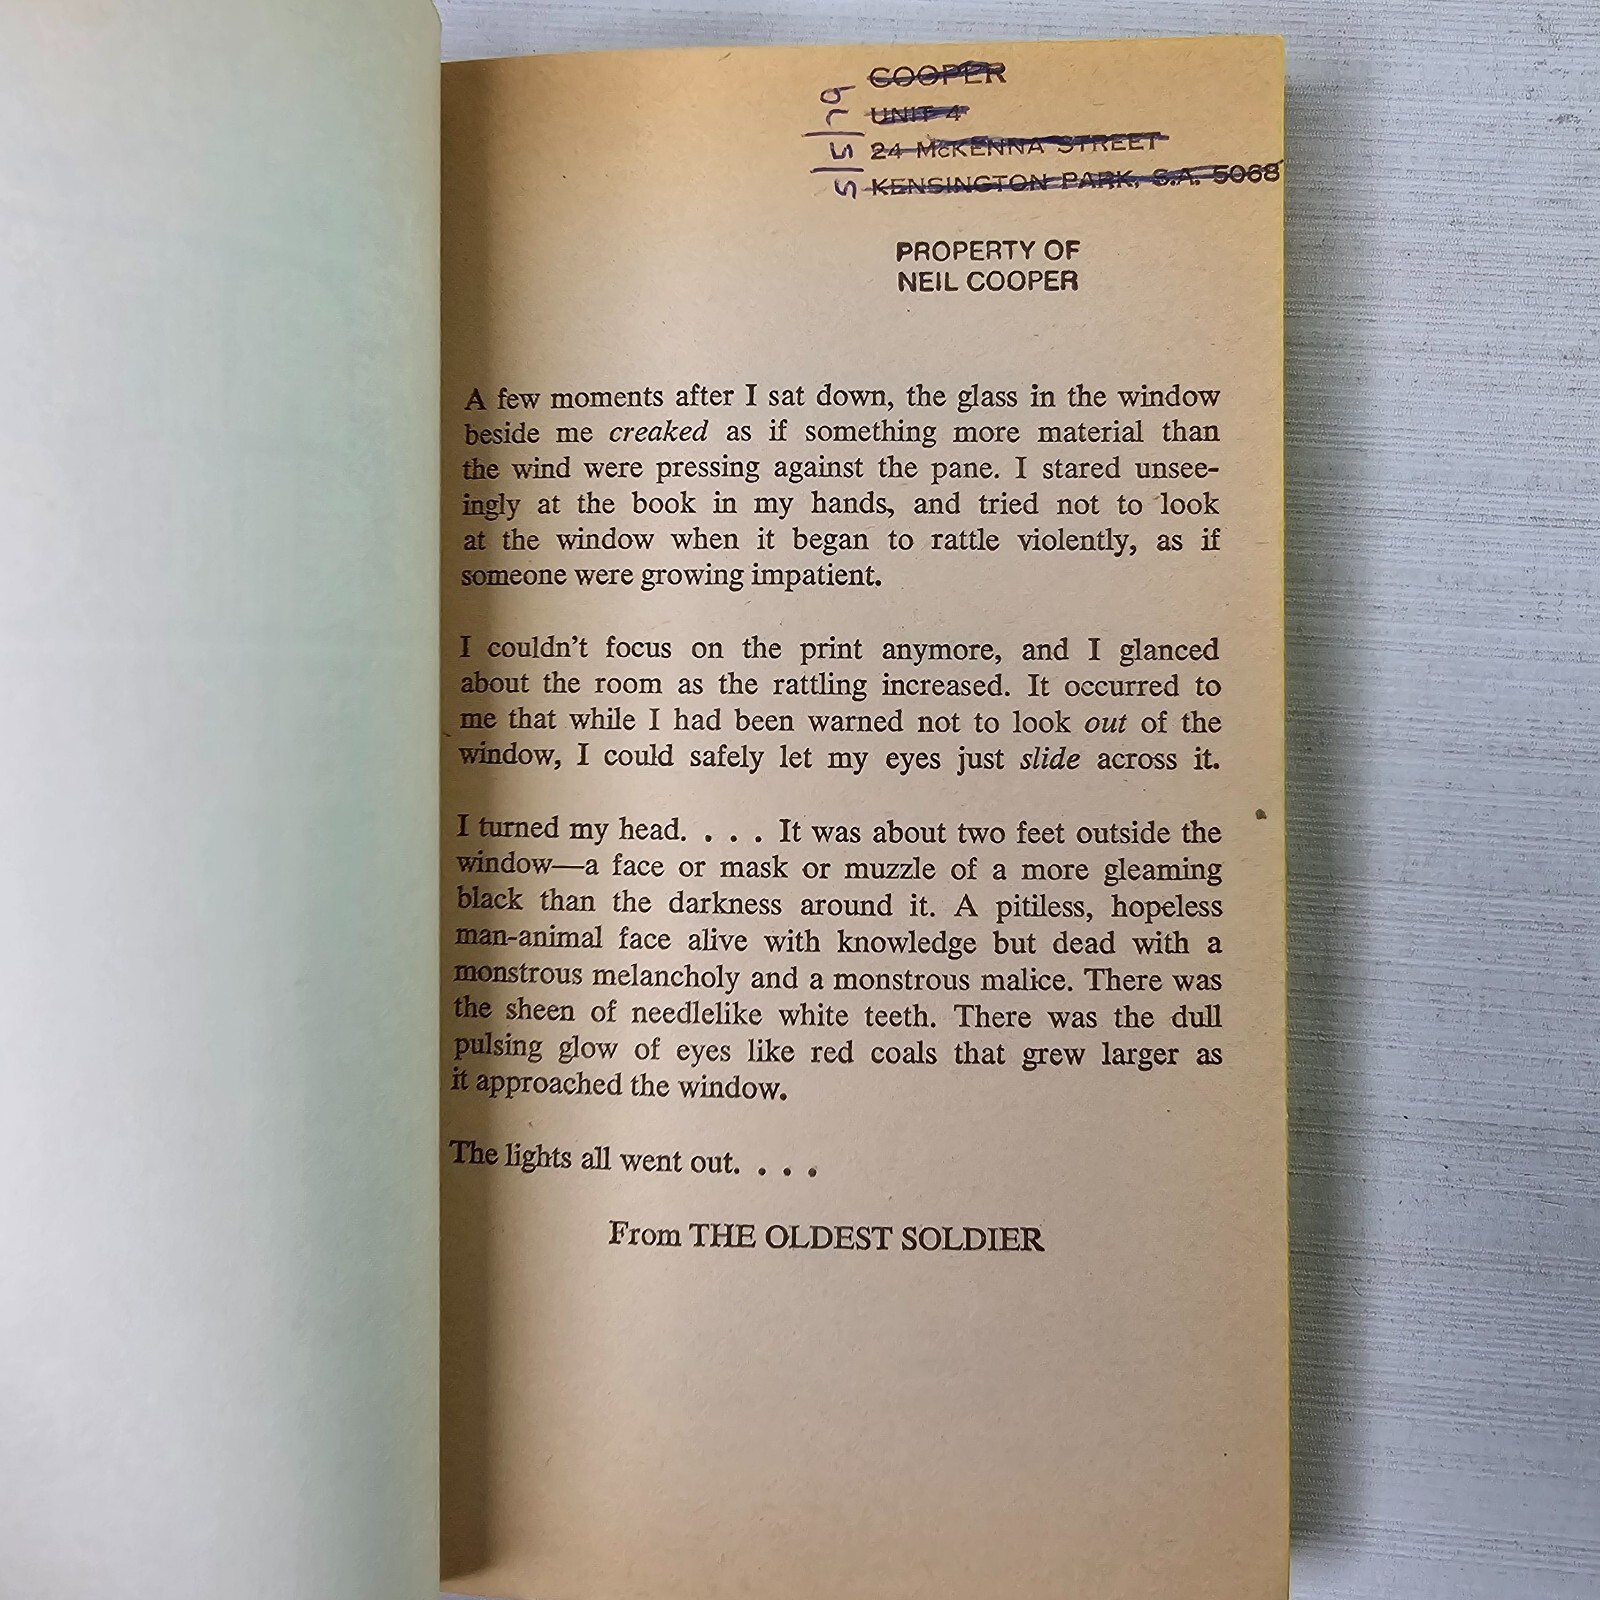 COOPER
UNIT 4
24 McKENNA STREET
KENSINGTON PARK, S.A. 5068
5/5/79
PROPERTY OF
NEIL COOPER
A few moments after I sat down, the glass in the window
beside me creaked as if something more material than
the wind were pressing against the pane. I stared unsee-
ingly at the book in my hands, and tried not to look
at the window when it began to rattle violently, as if
someone were growing impatient.
I couldn't focus on the print anymore, and I glanced
about the room as the rattling increased. It occurred to
me that while I had been warned not to look out of the
window, I could safely let my eyes just slide across it.
I turned my head. . . . It was about two feet outside the
window—a face or mask or muzzle of a more gleaming
black than the darkness around it. A pitiless, hopeless
man-animal face alive with knowledge but dead with a
monstrous melancholy and a monstrous malice. There was
the sheen of needlelike white teeth. There was the dull
pulsing glow of eyes like red coals that grew larger as
it approached the window.
The lights all went out. . . .
From THE OLDEST SOLDIER